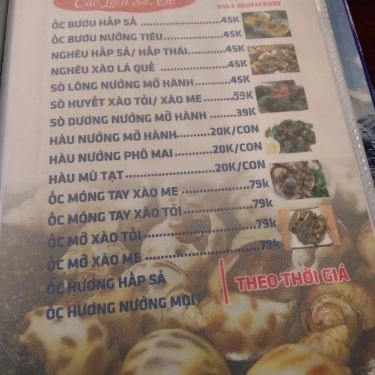 Các Loại Sò, Ốc
SALA RESTAURANT
ỐC BƯƠU HẤP SẢ ..........45K
ỐC BƯƠU NƯỚNG TIÊU..........45K
NGHÊU HẤP SẢ/ HẤP THÁI..........45K
NGHÊU XÀO LÁ QUẾ ..........45K
SÒ LÔNG NƯỚNG MỠ HÀNH ..........45K
SÒ HUYẾT XÀO TỎI/ XÀO ME ..........59K
SÒ DƯƠNG NƯỚNG MỠ HÀNH ..........39K
HÀU NƯỚNG MỠ HÀNH..........20K/CON
HÀU NƯỚNG PHÔ MAI ..........20K/CON
HÀU MÙ TẠT ..........20K/CON
ỐC MÓNG TAY XÀO ME ..........79k
ỐC MÓNG TAY XÀO TỎI ..........79k
ỐC MỠ XÀO TỎI ..........79k
ỐC MỠ XÀO ME ..........79k
ỐC HƯƠNG HẤP SẢ
THEO THỜI GIÁ
ỐC HƯƠNG NƯỚNG MỌI